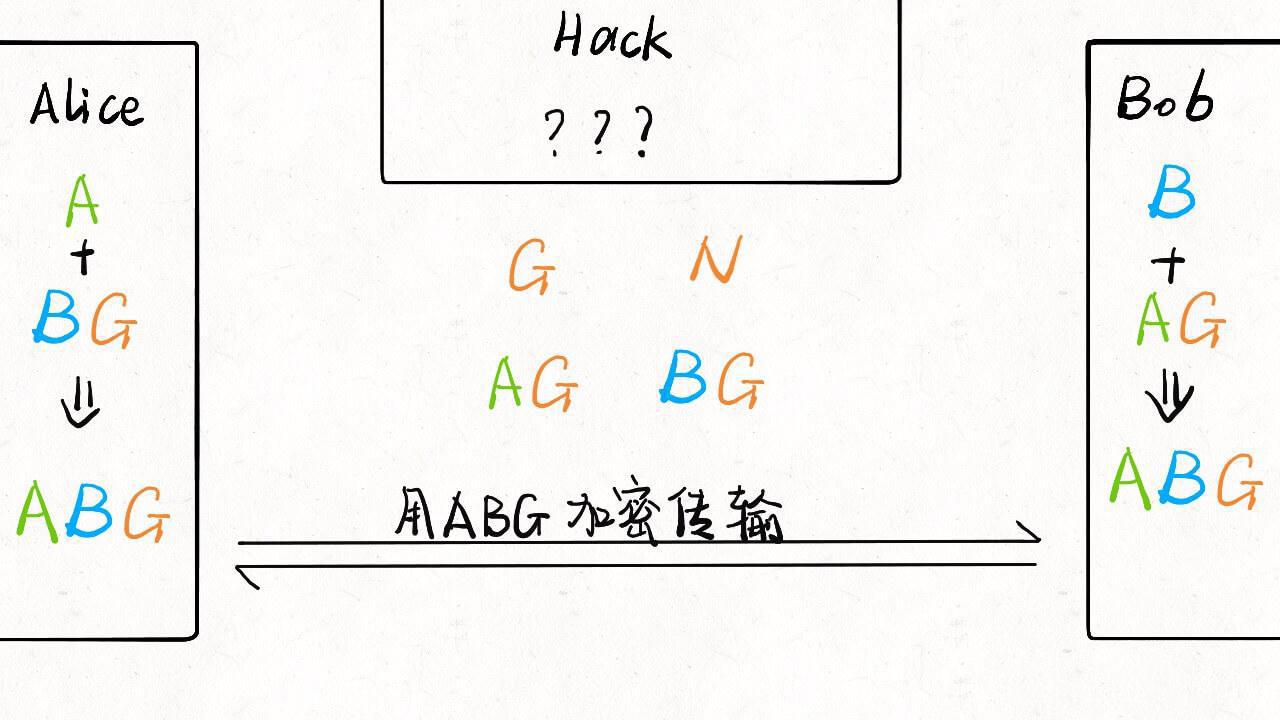 Alice
A
+
BG
⇓
ABG
Hack
? ? ?
G N
AG BG
用ABG加密传输
Bob
B
+
AG
⇓
ABG